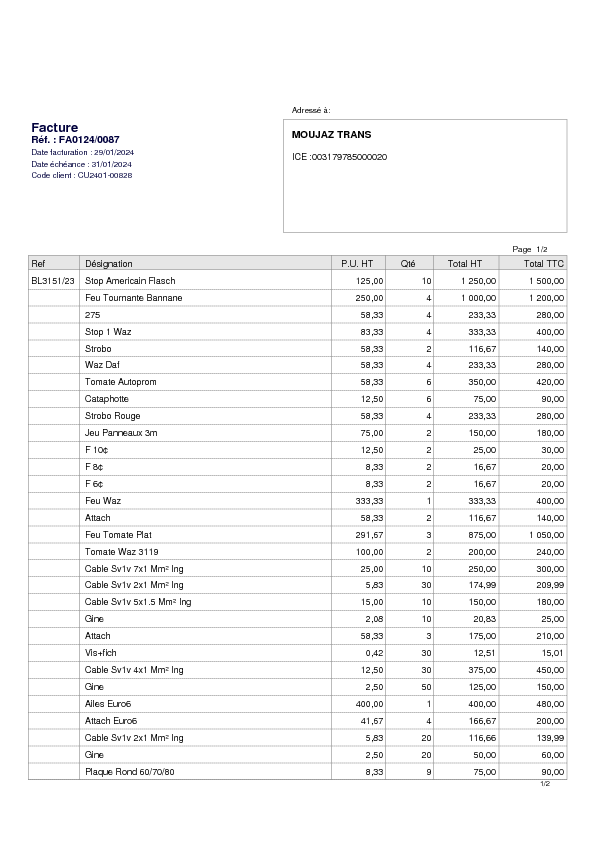 Adressé à:
Facture
Réf. : FA0124/0087
Date facturation : 29/01/2024
Date échéance : 31/01/2024
Code client : CU2401-00828
MOUJAZ TRANS
ICE :003179785000020
Page 1/2
Ref Désignation P.U. HT Qté Total HT Total TTC
BL3151/23 Stop Americain Flasch 125,00 10 1 250,00 1 500,00
Feu Tournante Bannane 250,00 4 1 000,00 1 200,00
275 58,33 4 233,33 280,00
Stop 1 Waz 83,33 4 333,33 400,00
Strobo 58,33 2 116,67 140,00
Waz Daf 58,33 4 233,33 280,00
Tomate Autoprom 58,33 6 350,00 420,00
Cataphotte 12,50 6 75,00 90,00
Strobo Rouge 58,33 4 233,33 280,00
Jeu Panneaux 3m 75,00 2 150,00 180,00
F 10¢ 12,50 2 25,00 30,00
F 8¢ 8,33 2 16,67 20,00
F 6¢ 8,33 2 16,67 20,00
Feu Waz 333,33 1 333,33 400,00
Attach 58,33 2 116,67 140,00
Feu Tomate Plat 291,67 3 875,00 1 050,00
Tomate Waz 3119 100,00 2 200,00 240,00
Cable Sv1v 7x1 Mm² Ing 25,00 10 250,00 300,00
Cable Sv1v 2x1 Mm² Ing 5,83 30 174,99 209,99
Cable Sv1v 5x1.5 Mm² Ing 15,00 10 150,00 180,00
Gine 2,08 10 20,83 25,00
Attach 58,33 3 175,00 210,00
Vis+fich 0,42 30 12,51 15,01
Cable Sv1v 4x1 Mm² Ing 12,50 30 375,00 450,00
Gine 2,50 50 125,00 150,00
Alles Euro6 400,00 1 400,00 480,00
Attach Euro6 41,67 4 166,67 200,00
Cable Sv1v 2x1 Mm² Ing 5,83 20 116,66 139,99
Gine 2,50 20 50,00 60,00
Plaque Rond 60/70/80 8,33 9 75,00 90,00
1/2